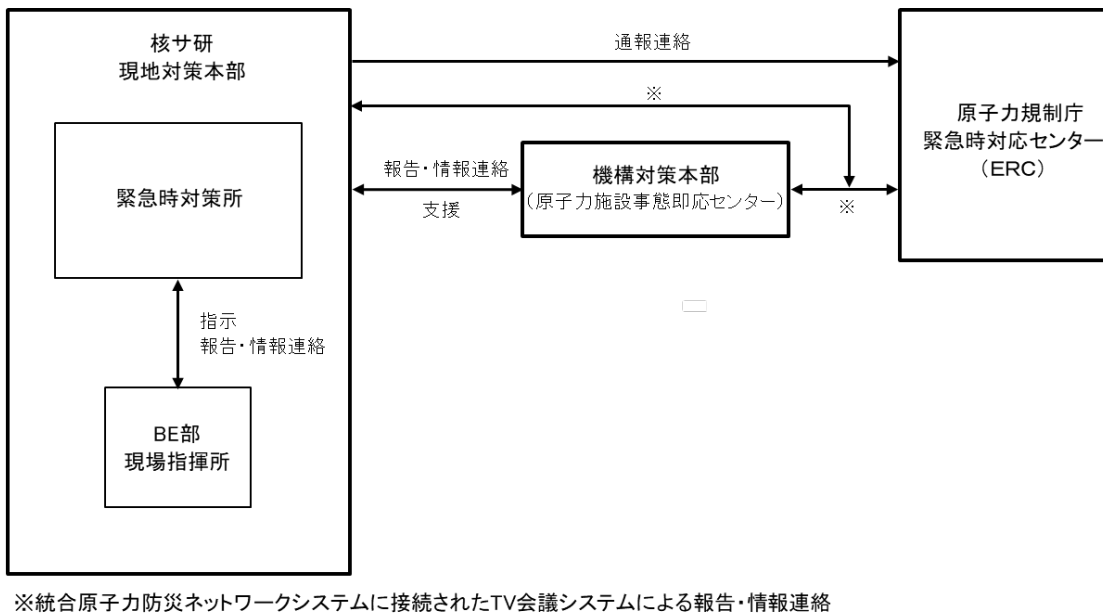 核サ研
現地対策本部
緊急時対策所
指示
報告・情報連絡
BE部
現場指揮所
通報連絡
※
報告・情報連絡
支援
機構対策本部
(原子力施設事態即応センター)
※
原子力規制庁
緊急時対応センター
(ERC)
※統合原子力防災ネットワークシステムに接続されたTV会議システムによる報告・情報連絡